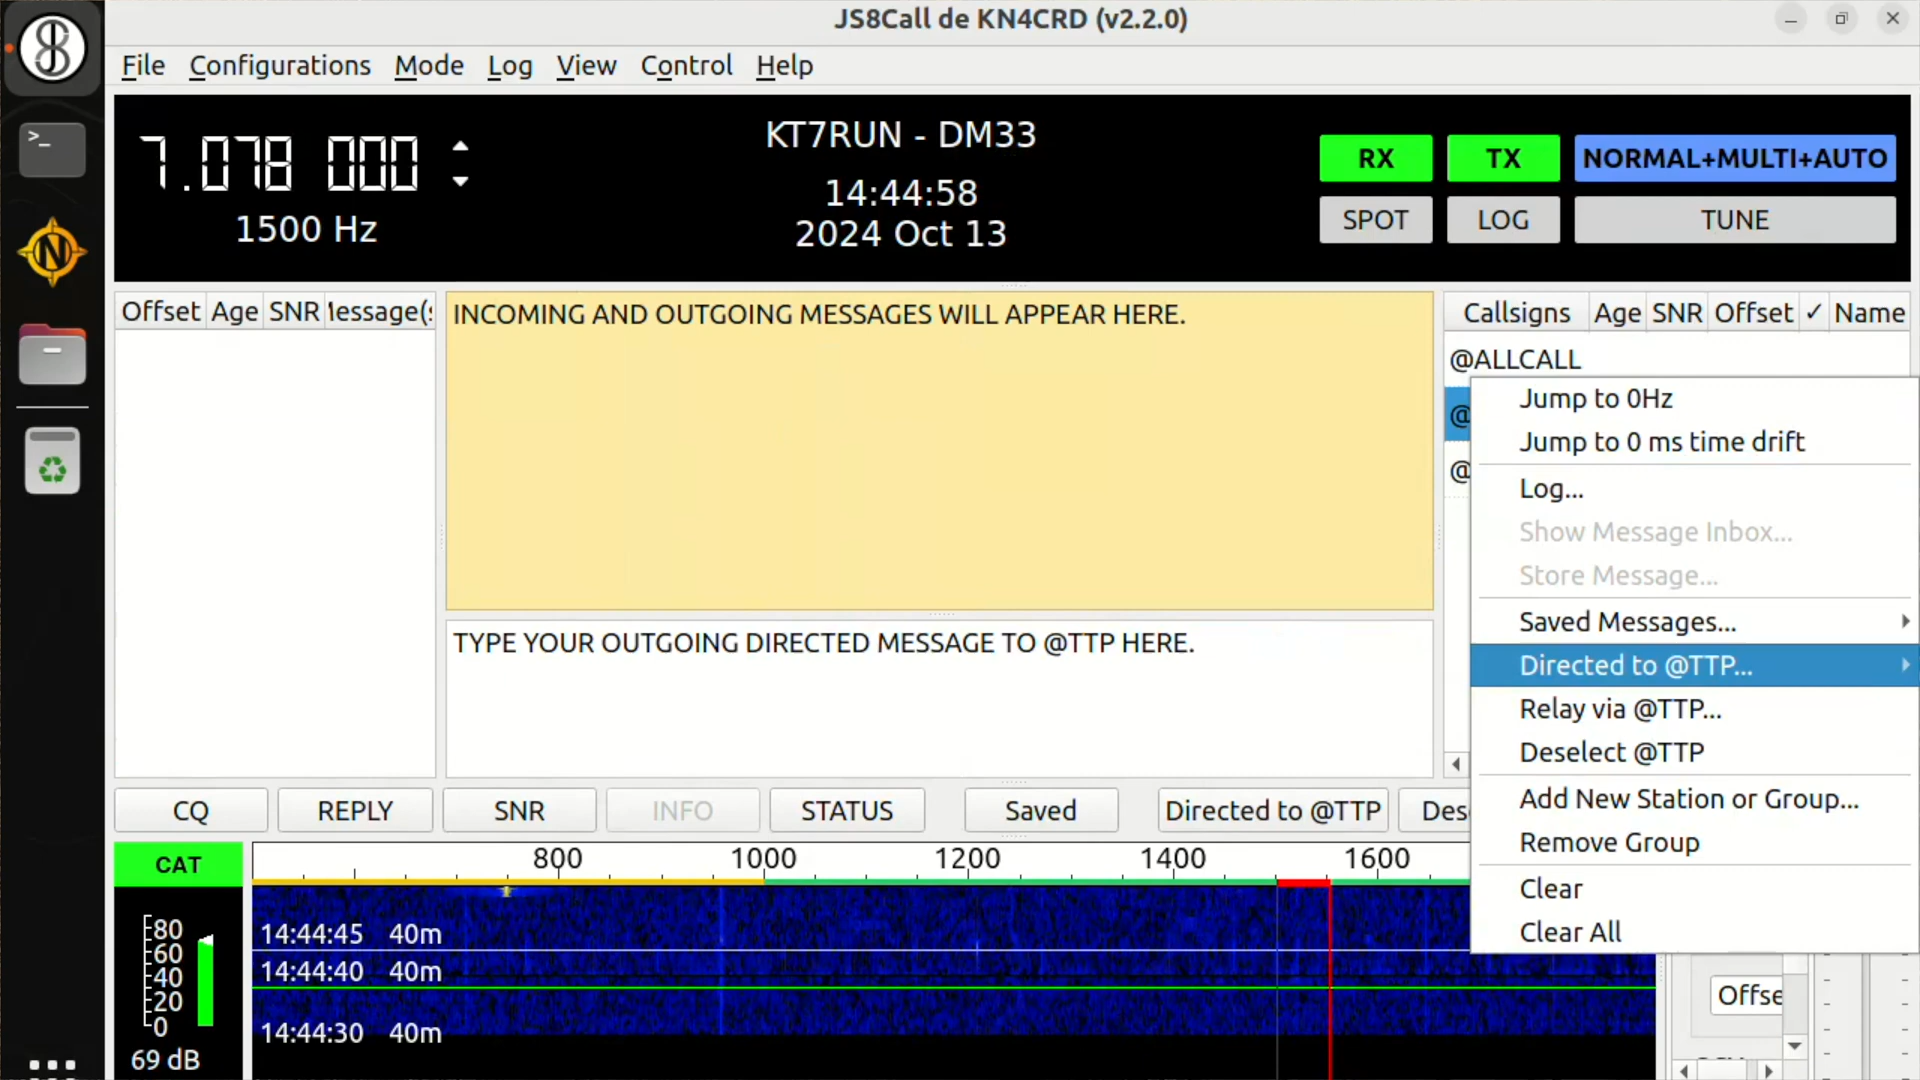 JS8Call de KN4CRD (v2.2.0)
File Configurations Mode Log View Control Help
7.078 000
1500 Hz
KT7RUN - DM33
14:44:58
2024 Oct 13
RX TX NORMAL+MULTI+AUTO
SPOT LOG TUNE
Offset Age SNR
INCOMING AND OUTGOING MESSAGES WILL APPEAR HERE.
TYPE YOUR OUTGOING DIRECTED MESSAGE TO @TTP HERE.
Callsigns Age SNR Offset ✓ Name
@ALLCALL
@
@
Jump to 0Hz
Jump to 0 ms time drift
Log...
Show Message Inbox...
Store Message...
Saved Messages...
Directed to @TTP...
Relay via @TTP...
Deselect @TTP
Add New Station or Group...
Remove Group
Clear
Clear All
CQ REPLY SNR INFO STATUS Saved Directed to @TTP Des
CAT
800 1000 1200 1400 1600
80
60
40
20
0
69 dB
14:44:45 40m
14:44:40 40m
14:44:30 40m
Offse